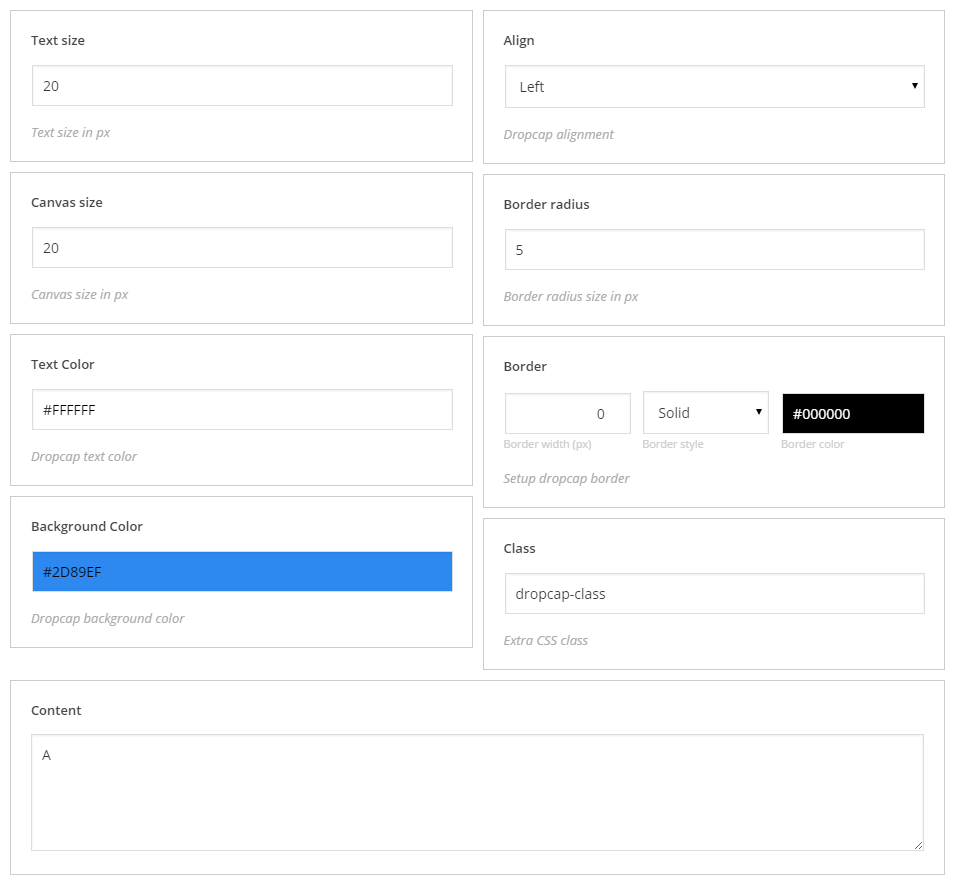 Text size
20
Text size in px
Align
Left
Dropcap alignment
Canvas size
20
Canvas size in px
Border radius
5
Border radius size in px
Text Color
#FFFFFF
Dropcap text color
Border
0 Solid #000000
Border width (px) Border style Border color
Setup dropcap border
Background Color
#2D89EF
Dropcap background color
Class
dropcap-class
Extra CSS class
Content
A